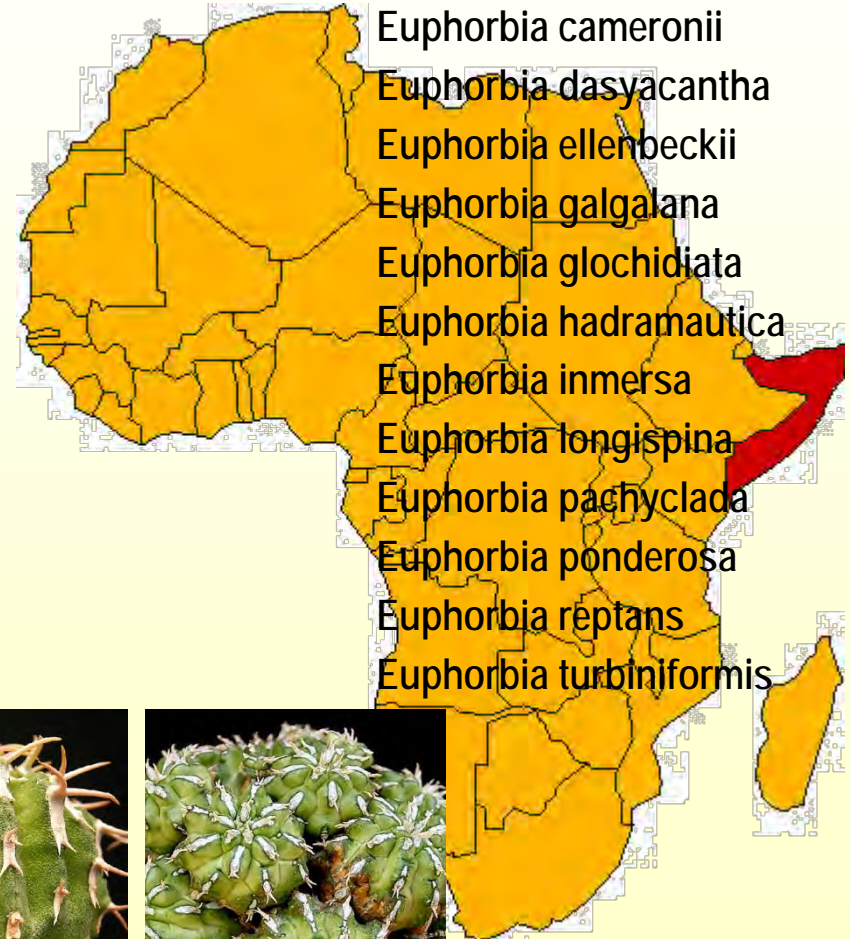 Euphorbia cameronii
Euphorbia dasyacantha
Euphorbia ellenbeckii
Euphorbia galgalana
Euphorbia glochidiata
Euphorbia hadramautica
Euphorbia inmersa
Euphorbia longispina
Euphorbia pachyclada
Euphorbia ponderosa
Euphorbia reptans
Euphorbia turbiniformis